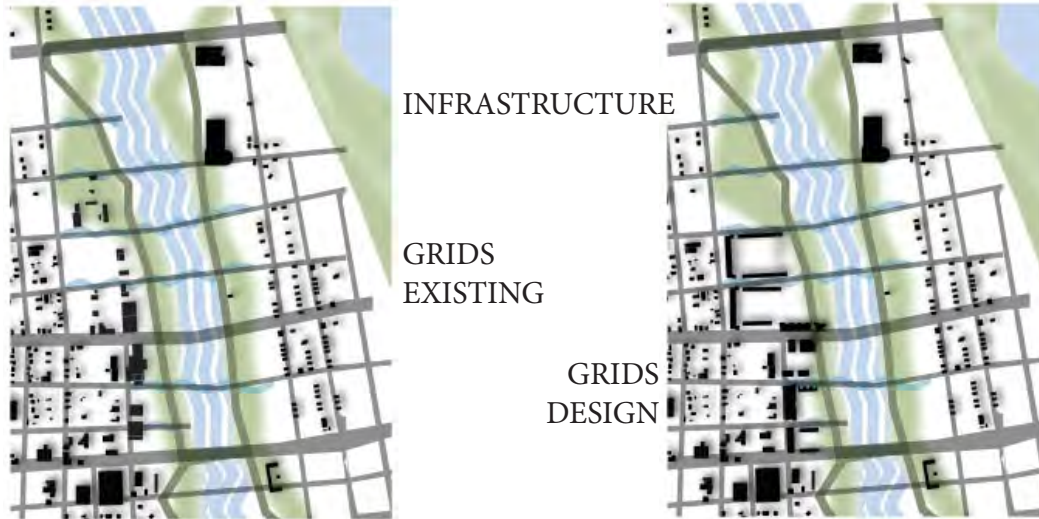 INFRASTRUCTURE
GRIDS
EXISTING
GRIDS
DESIGN